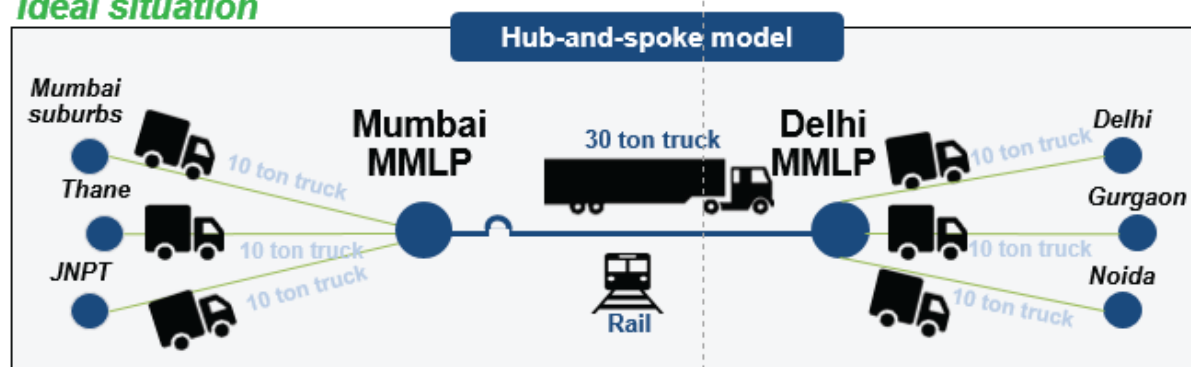 Ideal situation
Hub-and-spoke model
Mumbai
suburbs
10 ton truck
Thane
10 ton truck
JNPT
10 ton truck
Mumbai
MMLP
30 ton truck
Rail
Delhi
MMLP
10 ton truck
Delhi
10 ton truck
Gurgaon
10 ton truck
Noida